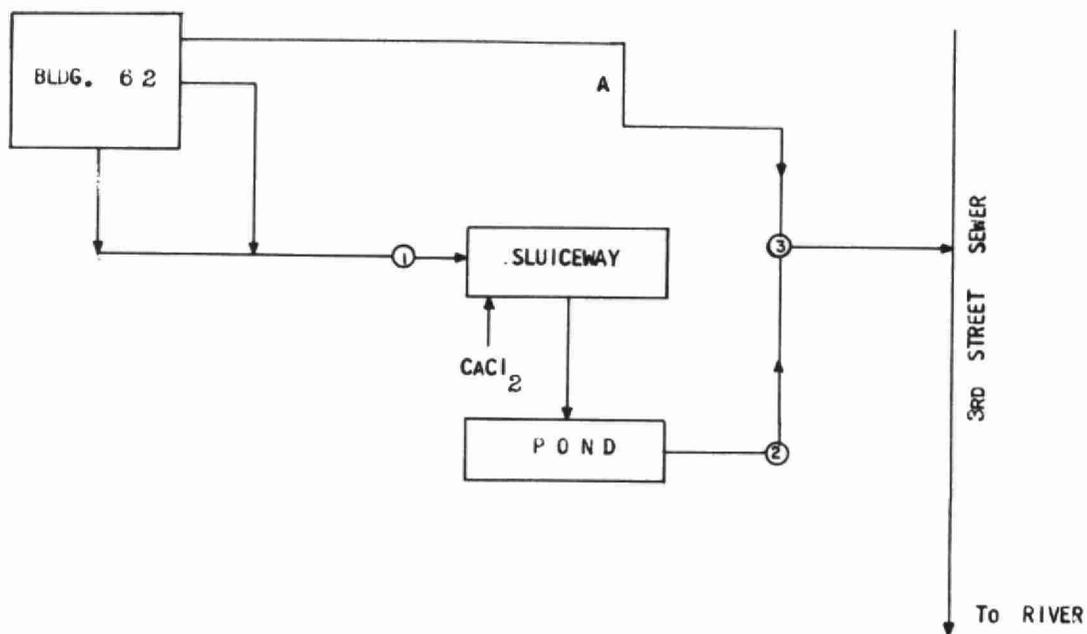 BLDG. 62
A
3
1
SLUICEWAY
3RD STREET SEWER
CACl2
POND
2
To RIVER